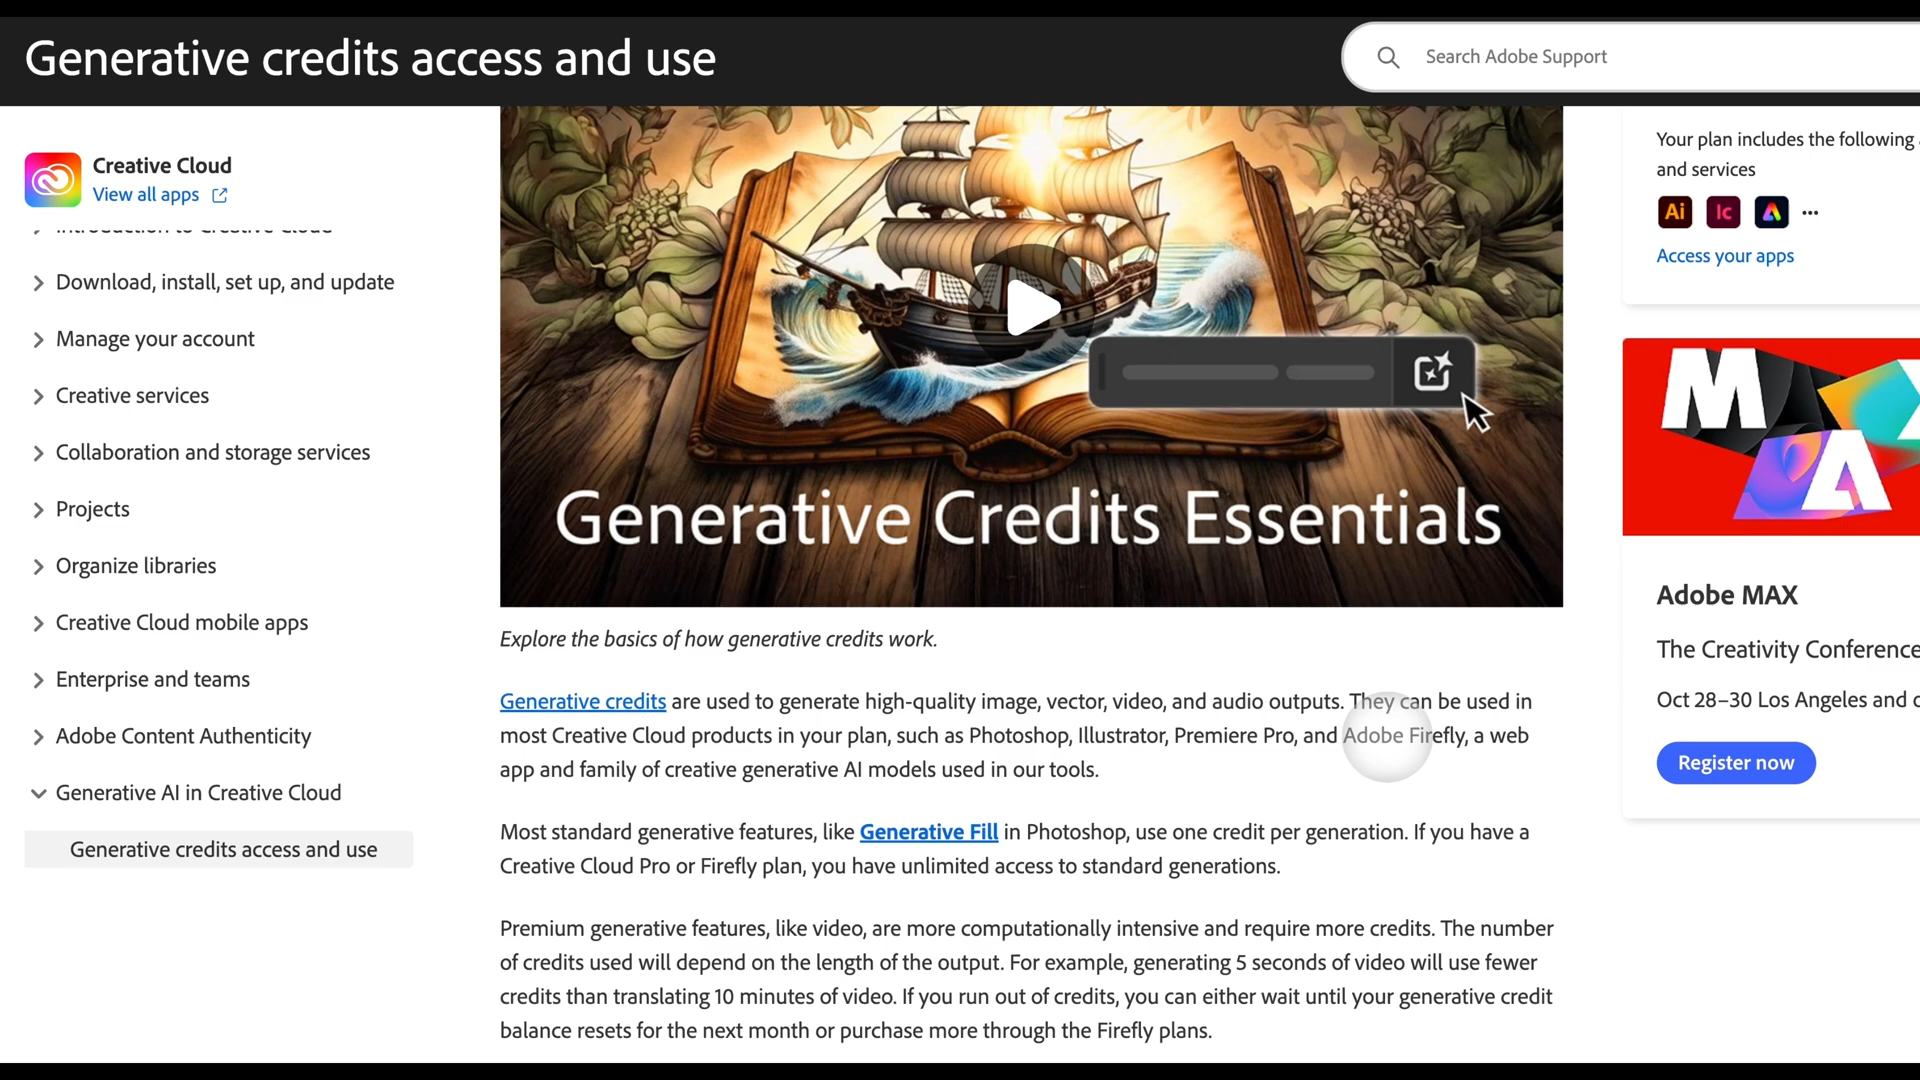 Generative credits access and use
Search Adobe Support
Creative Cloud
View all apps
Introduction to Creative Cloud
Download, install, set up, and update
Manage your account
Creative services
Collaboration and storage services
Projects
Organize libraries
Creative Cloud mobile apps
Enterprise and teams
Adobe Content Authenticity
Generative AI in Creative Cloud
Generative credits access and use
Generative Credits Essentials
Explore the basics of how generative credits work.
Generative credits are used to generate high-quality image, vector, video, and audio outputs. They can be used in
most Creative Cloud products in your plan, such as Photoshop, Illustrator, Premiere Pro, and Adobe Firefly, a web
app and family of creative generative AI models used in our tools.
Most standard generative features, like Generative Fill in Photoshop, use one credit per generation. If you have a
Creative Cloud Pro or Firefly plan, you have unlimited access to standard generations.
Premium generative features, like video, are more computationally intensive and require more credits. The number
of credits used will depend on the length of the output. For example, generating 5 seconds of video will use fewer
credits than translating 10 minutes of video. If you run out of credits, you can either wait until your generative credit
balance resets for the next month or purchase more through the Firefly plans.
Your plan includes the following
and services
Ai Ic
Access your apps
MAX
Adobe MAX
The Creativity Conference
Oct 28–30 Los Angeles and
Register now